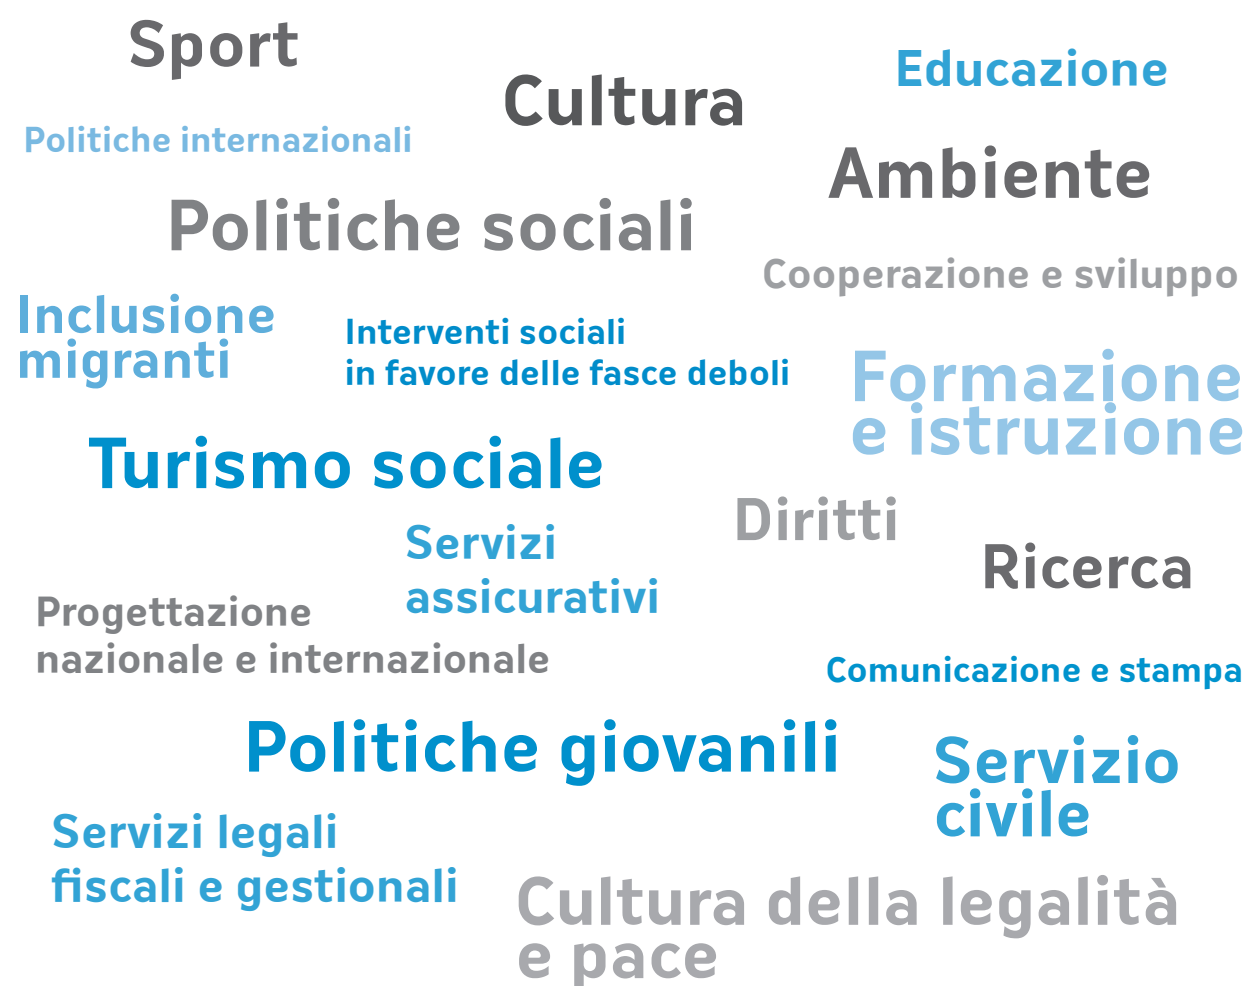 Sport
Cultura
Educazione
Politiche internazionali
Ambiente
Politiche sociali
Cooperazione e sviluppo
Inclusione
migranti
Interventi sociali
in favore delle fasce deboli
Formazione
e istruzione
Turismo sociale
Diritti
Servizi
assicurativi
Ricerca
Progettazione
nazionale e internazionale
Comunicazione e stampa
Politiche giovanili
Servizio
civile
Servizi legali
fiscali e gestionali
Cultura della legalità
e pace